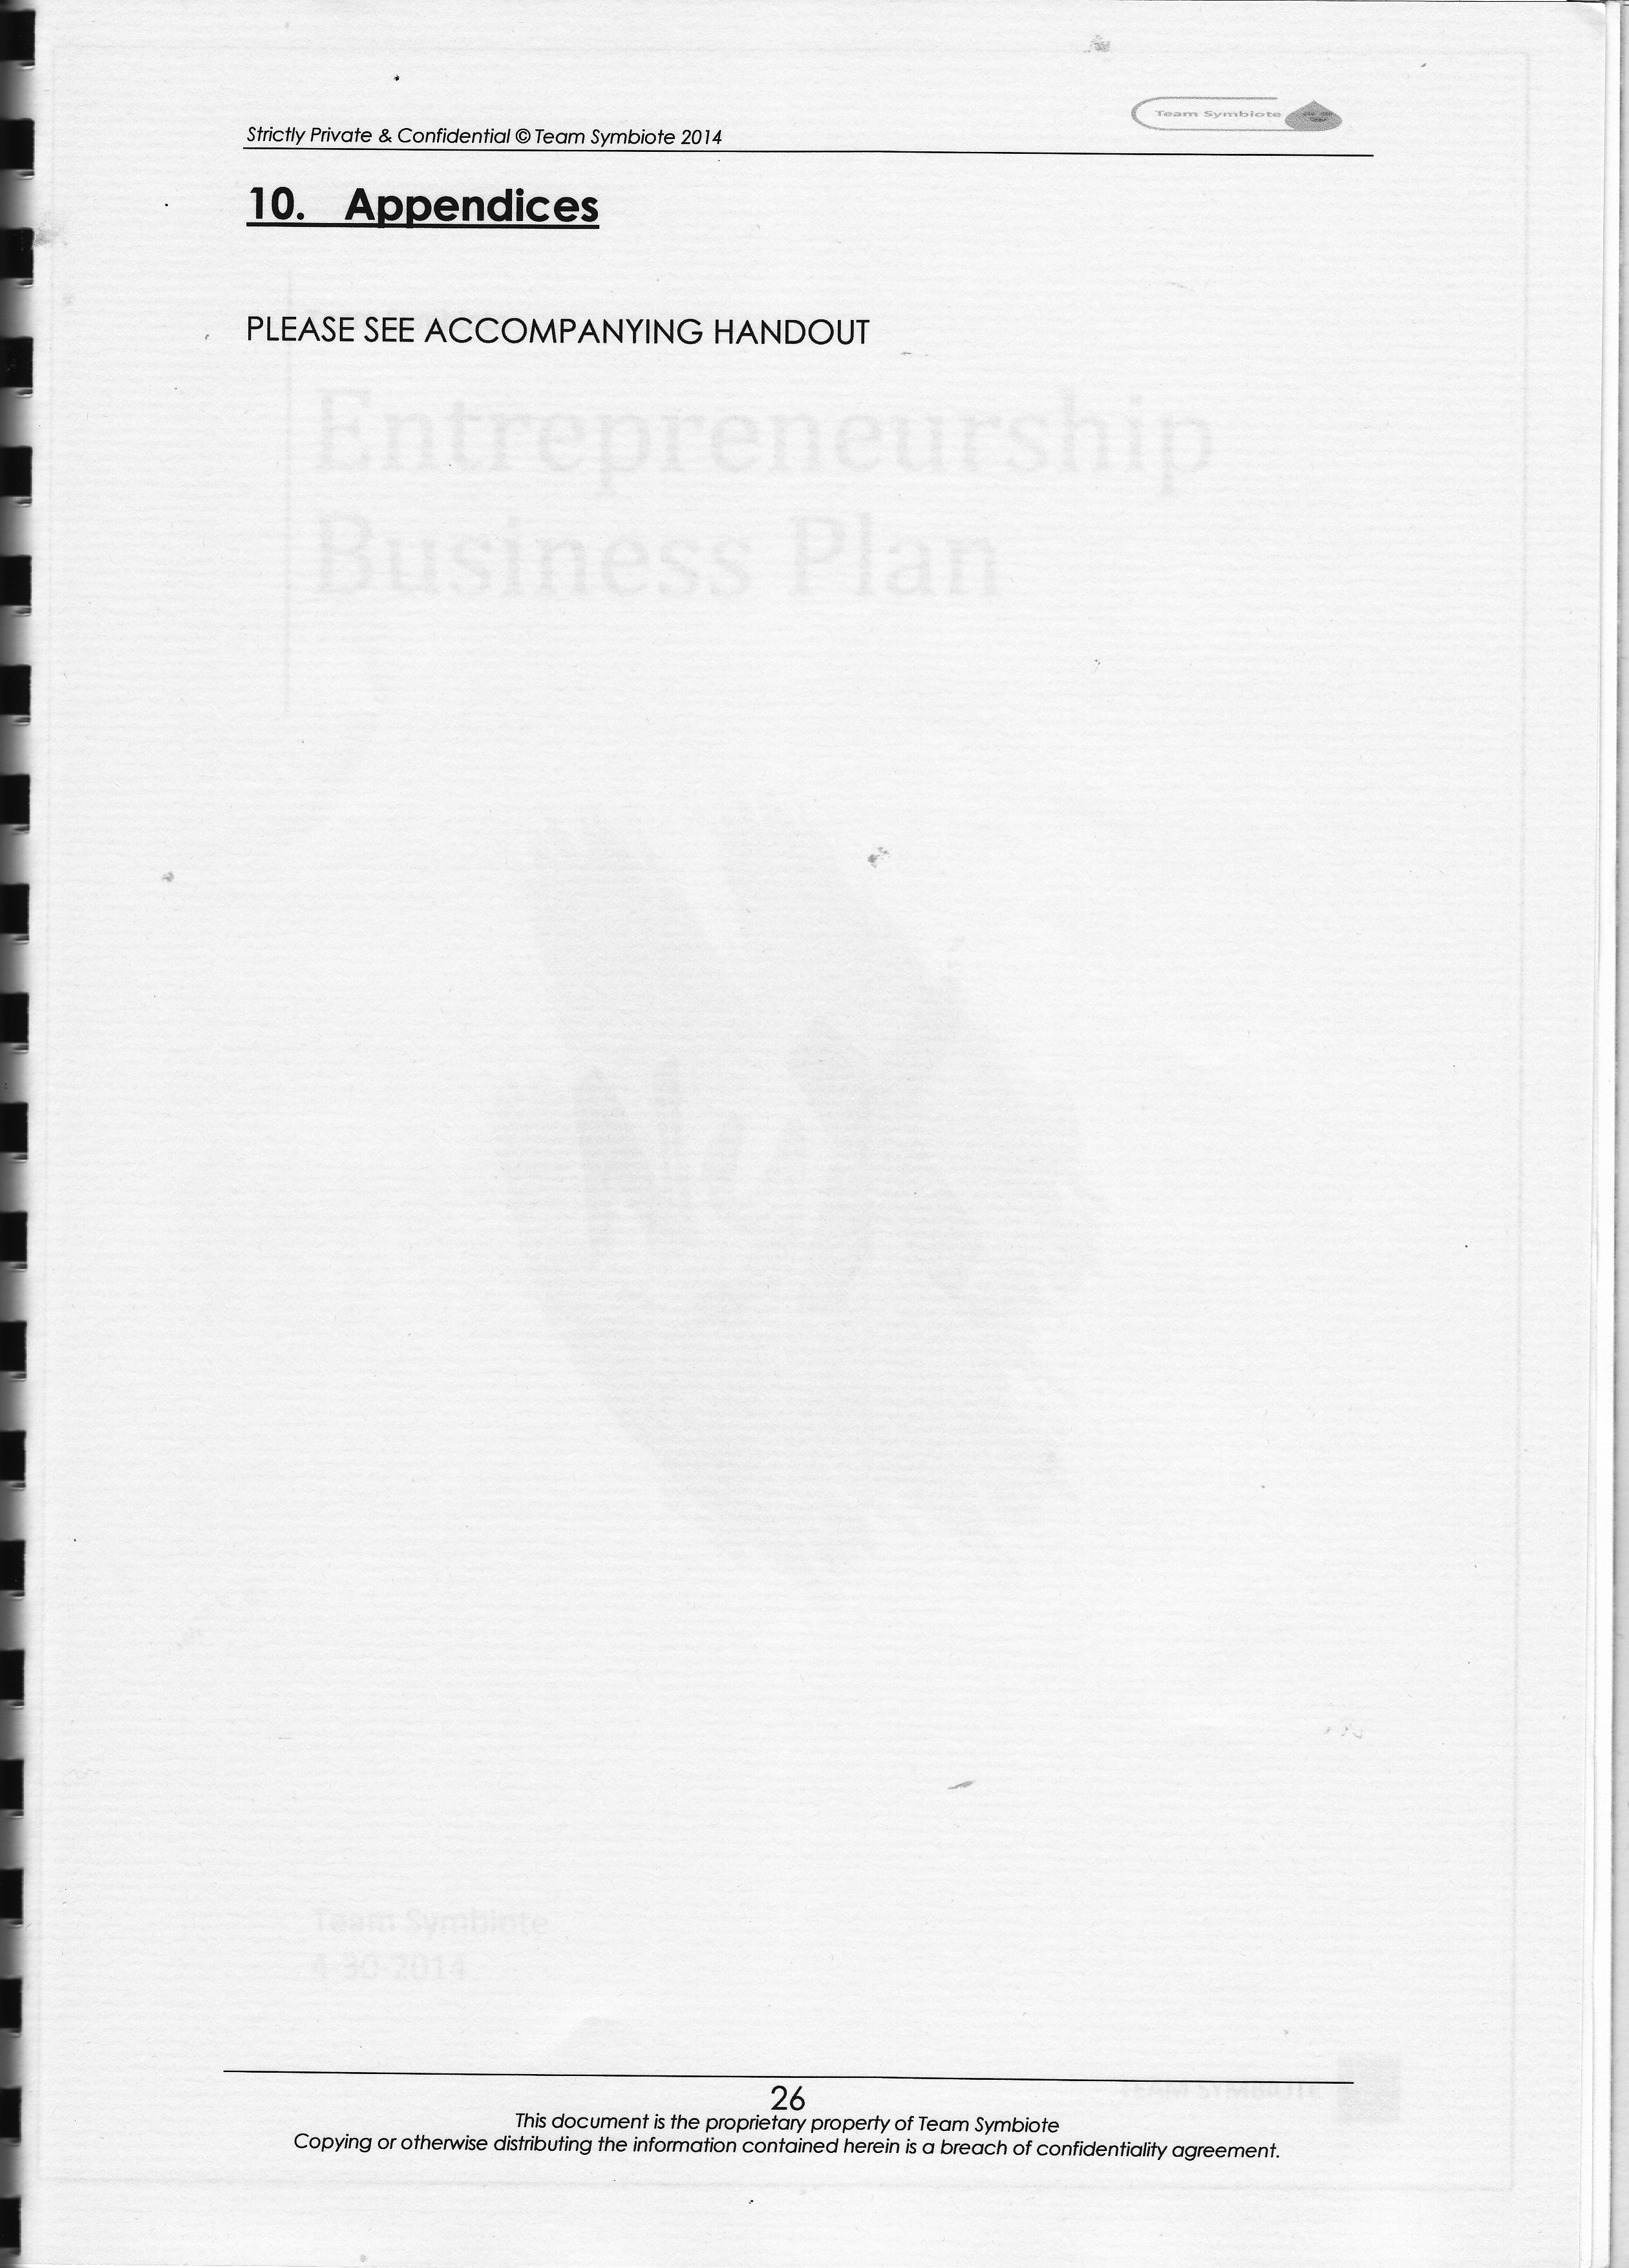 Strictly Private & Confidential © Team Symbiote 2014
Team Symbiote
10. Appendices
PLEASE SEE ACCOMPANYING HANDOUT
Entrepreneurship
Business Plan
Team Symbiote
4-30-2014
26
This document is the proprietary property of Team Symbiote
Copying or otherwise distributing the information contained herein is a breach of confidentiality agreement.